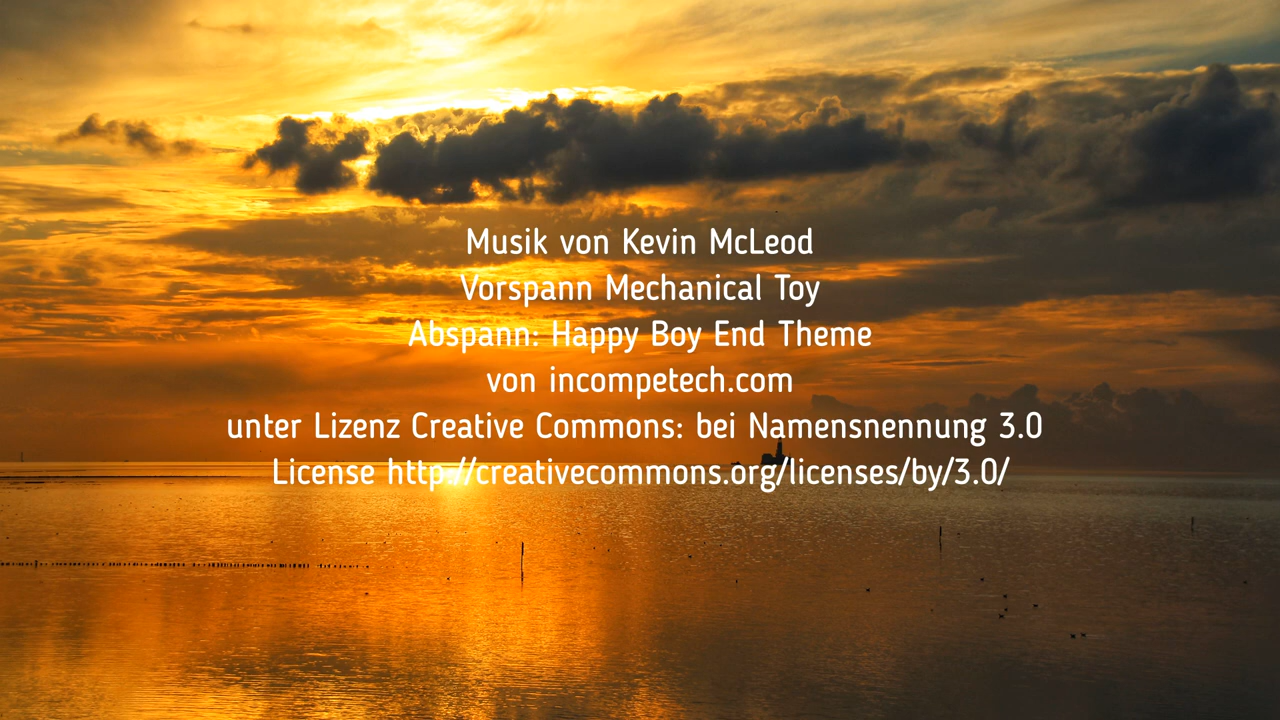 Musik von Kevin McLeod
Vorspann Mechanical Toy
Abspann: Happy Boy End Theme
von incompetech.com
unter Lizenz Creative Commons: bei Namensnennung 3.0
License http://creativecommons.org/licenses/by/3.0/